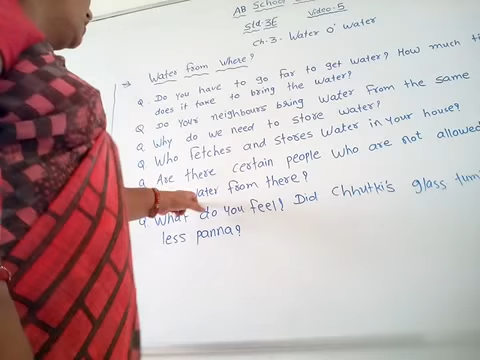 AB School
Std-3E
Video-5
Ch-3- Water O' Water
→ Water from Where?
Q. Do you have to go far to get water? How much
does it take to bring the water?
Q Do your neighbours bring water from the same
Q. Why do we need to store water?
Q Who fetches and stores water in your house?
Q Are there certain people who are not allowed
water from there?
Q What do you feel? Did Chhutki's glass
less panna?